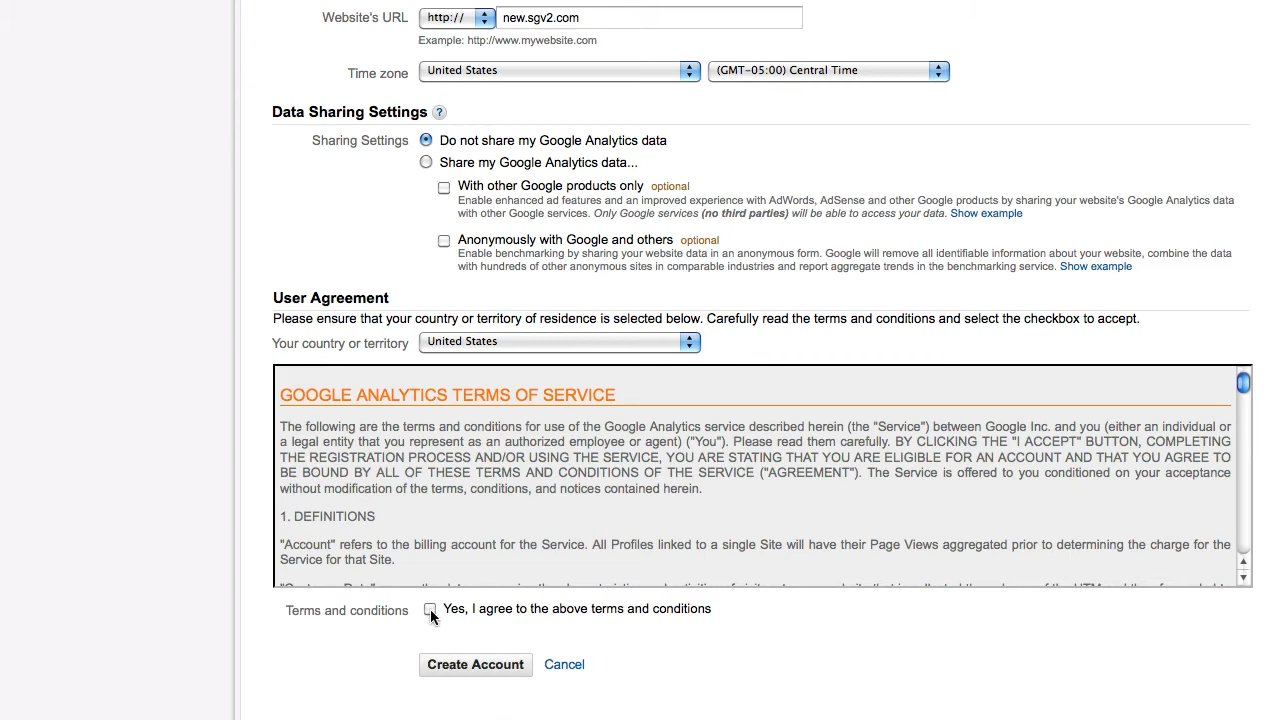 Website's URL http:// new.sgv2.com
Example: http://www.mywebsite.com
Time zone United States (GMT-05:00) Central Time
Data Sharing Settings ?
Sharing Settings Do not share my Google Analytics data
Share my Google Analytics data...
With other Google products only optional
Enable enhanced ad features and an improved experience with AdWords, AdSense and other Google products by sharing your website's Google Analytics data
with other Google services. Only Google services (no third parties) will be able to access your data. Show example
Anonymously with Google and others optional
Enable benchmarking by sharing your website data in an anonymous form. Google will remove all identifiable information about your website, combine the data
with hundreds of other anonymous sites in comparable industries and report aggregate trends in the benchmarking service. Show example
User Agreement
Please ensure that your country or territory of residence is selected below. Carefully read the terms and conditions and select the checkbox to accept.
Your country or territory United States
GOOGLE ANALYTICS TERMS OF SERVICE
The following are the terms and conditions for use of the Google Analytics service described herein (the "Service") between Google Inc. and you (either an individual or
a legal entity that you represent as an authorized employee or agent) ("You"). Please read them carefully. BY CLICKING THE "I ACCEPT" BUTTON, COMPLETING
THE REGISTRATION PROCESS AND/OR USING THE SERVICE, YOU ARE STATING THAT YOU ARE ELIGIBLE FOR AN ACCOUNT AND THAT YOU AGREE TO
BE BOUND BY ALL OF THESE TERMS AND CONDITIONS OF THE SERVICE ("AGREEMENT"). The Service is offered to you conditioned on your acceptance
without modification of the terms, conditions, and notices contained herein.
1. DEFINITIONS
"Account" refers to the billing account for the Service. All Profiles linked to a single Site will have their Page Views aggregated prior to determining the charge for the
Service for that Site.
Terms and conditions Yes, I agree to the above terms and conditions
Create Account Cancel